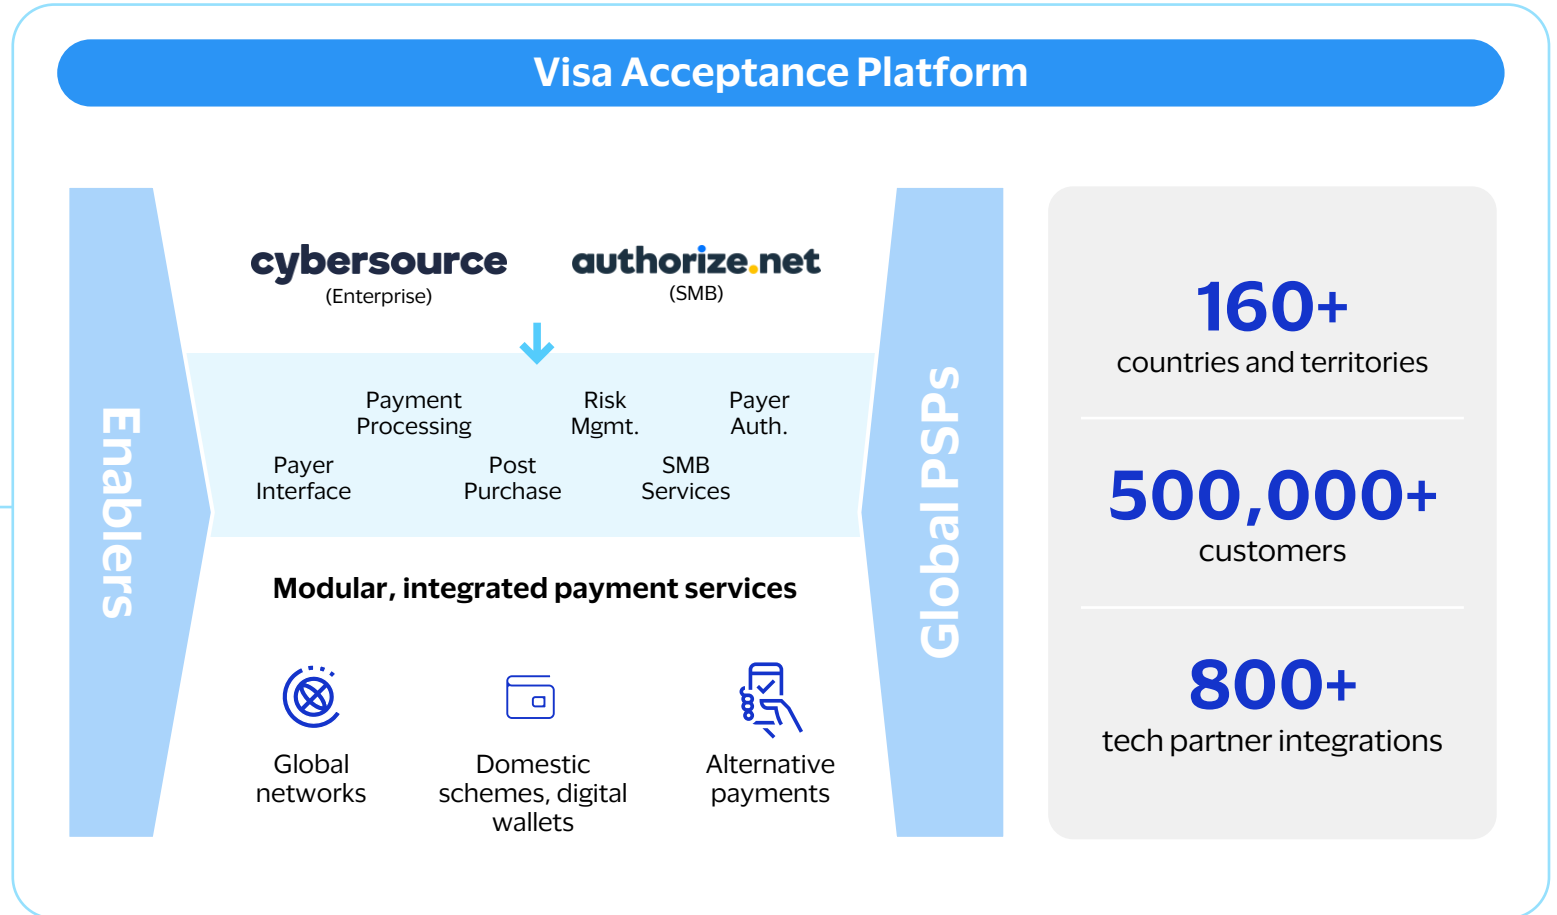 Visa Acceptance Platform
Enablers
cybersource
(Enterprise)
authorize.net
(SMB)
Payment
Processing
Risk
Mgmt.
Payer
Auth.
Payer
Interface
Post
Purchase
SMB
Services
Modular, integrated payment services
Global
networks
Domestic
schemes, digital
wallets
Alternative
payments
Global PSPs
160+
countries and territories
500,000+
customers
800+
tech partner integrations